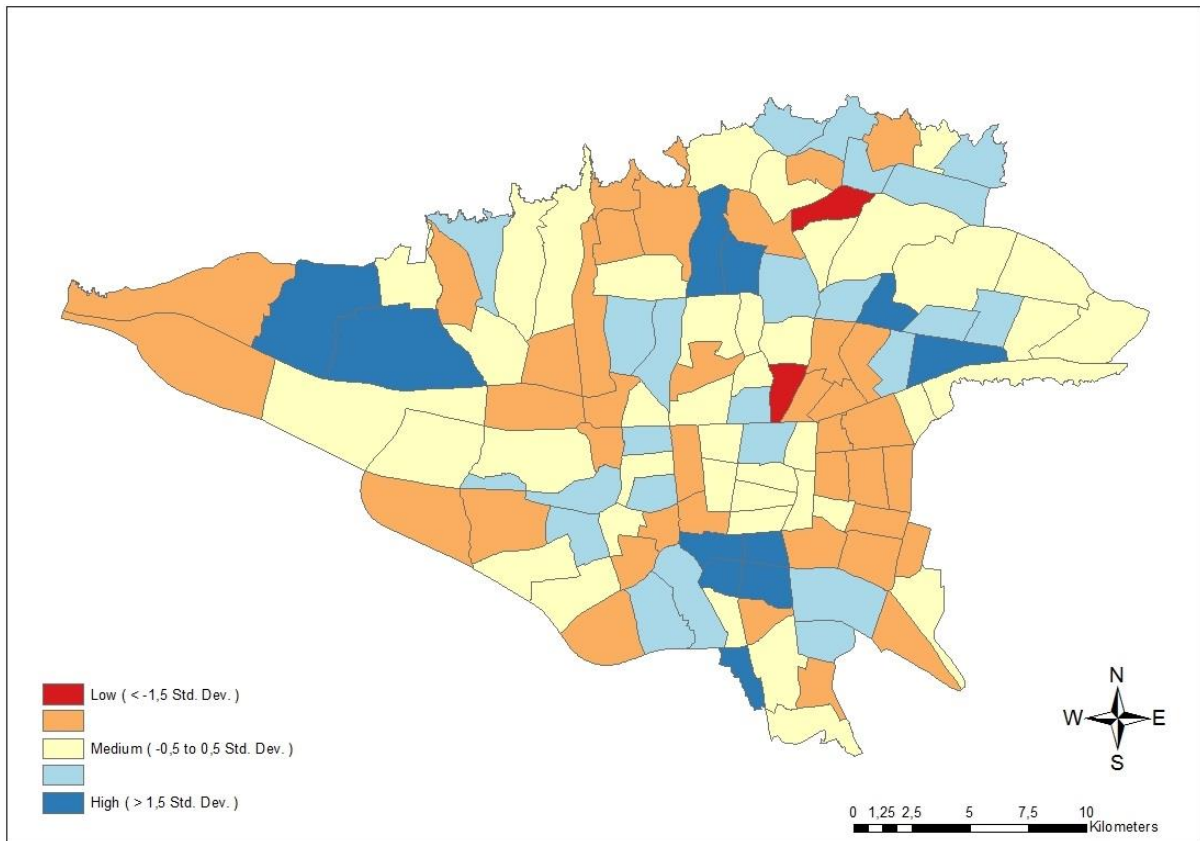 Low ( < -1,5 Std. Dev. )
Medium ( -0,5 to 0,5 Std. Dev. )
High ( > 1,5 Std. Dev. )
N
W E
S
0 1,25 2,5 5 7,5 10
Kilometers